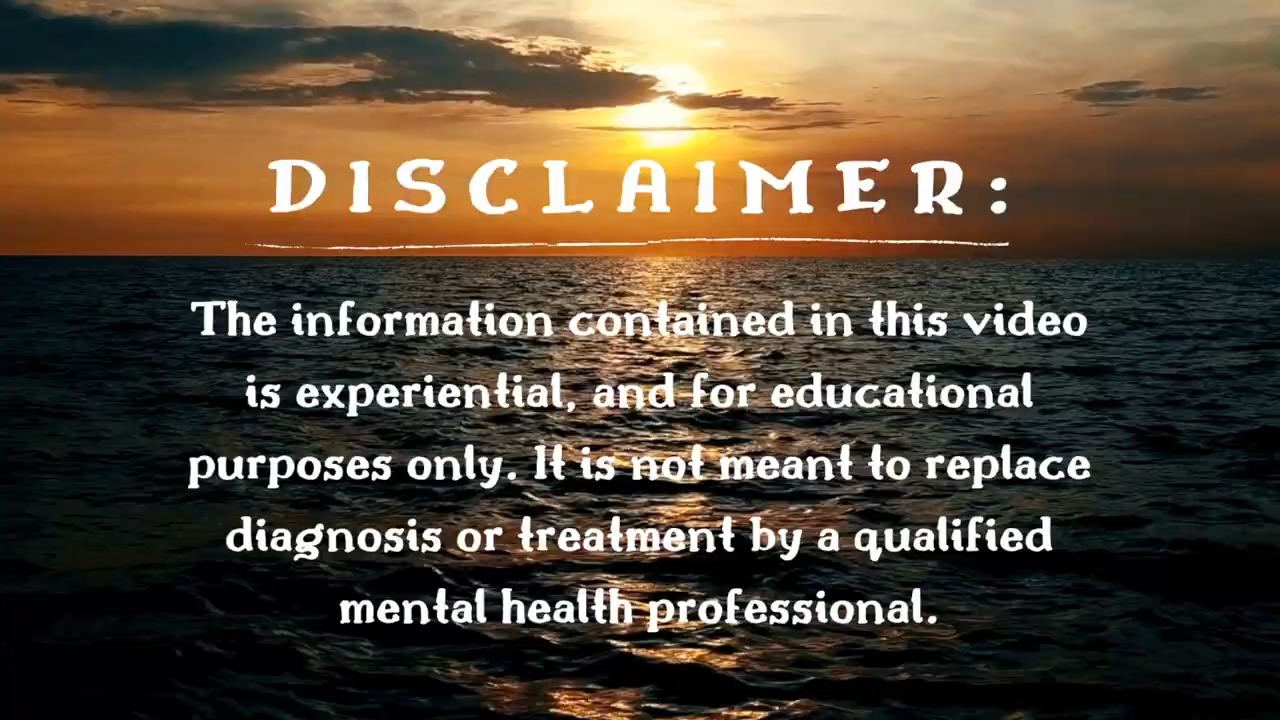 DISCLAIMER:
The information contained in this video
is experiential, and for educational
purposes only. It is not meant to replace
diagnosis or treatment by a qualified
mental health professional.